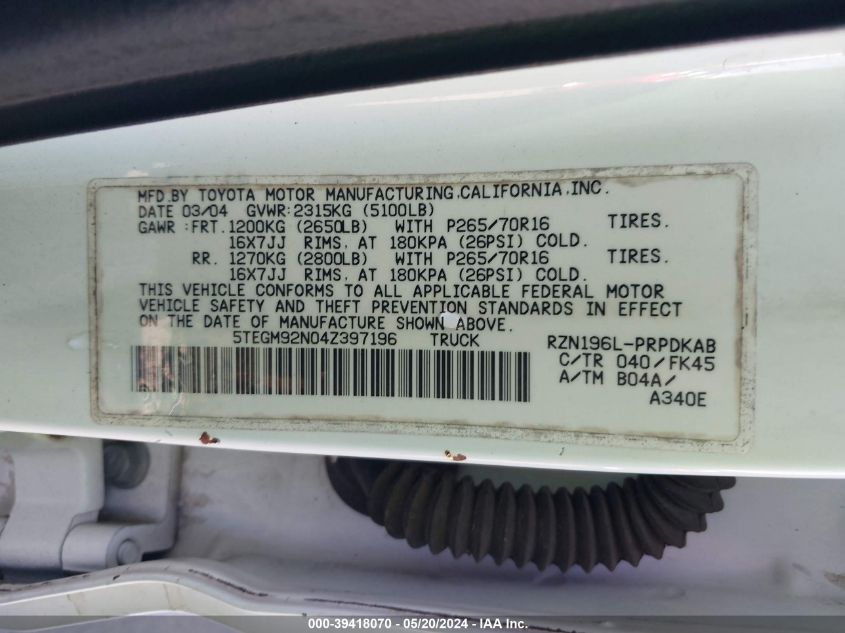 MFD.BY TOYOTA MOTOR MANUFACTURING,CALIFORNIA,INC.
DATE 03/04 GVWR:2315KG (5100LB)
GAWR :FRT.1200KG (2650LB) WITH P265/70R16 TIRES.
16X7JJ RIMS, AT 180KPA (26PSI) COLD.
RR. 1270KG (2800LB) WITH P265/70R16 TIRES.
16X7JJ RIMS, AT 180KPA (26PSI) COLD.
THIS VEHICLE CONFORMS TO ALL APPLICABLE FEDERAL MOTOR
VEHICLE SAFETY AND THEFT PREVENTION STANDARDS IN EFFECT
ON THE DATE OF MANUFACTURE SHOWN ABOVE.
5TEGM92N04Z397196 TRUCK RZN196L-PRPDKAB
C/TR 040/FK45
A/TM B04A/
A340E
000-39418070 / 05/20/2024 - IAA Inc.